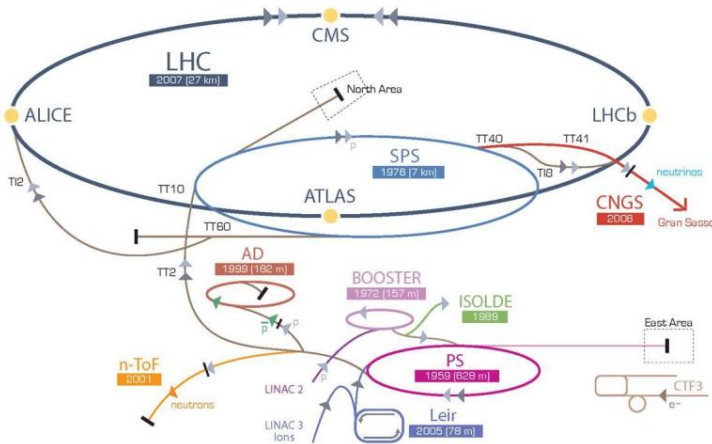 CMS
LHC
2007 (27 km)
North Area
ALICE
LHCb
TT40
TT41
SPS
1976 (7 km)
p
TI8
TI2
TT10
ATLAS
neutrinos
CNGS
2006
Gran Sasso
TT60
AD
1999 (182 m)
TT2
BOOSTER
1972 (157 m)
ISOLDE
1989
East Area
p
p
n-ToF
2001
PS
1959 (628 m)
LINAC 2
p
neutrons
CTF3
e-
LINAC 3
Ions
Leir
2005 (78 m)